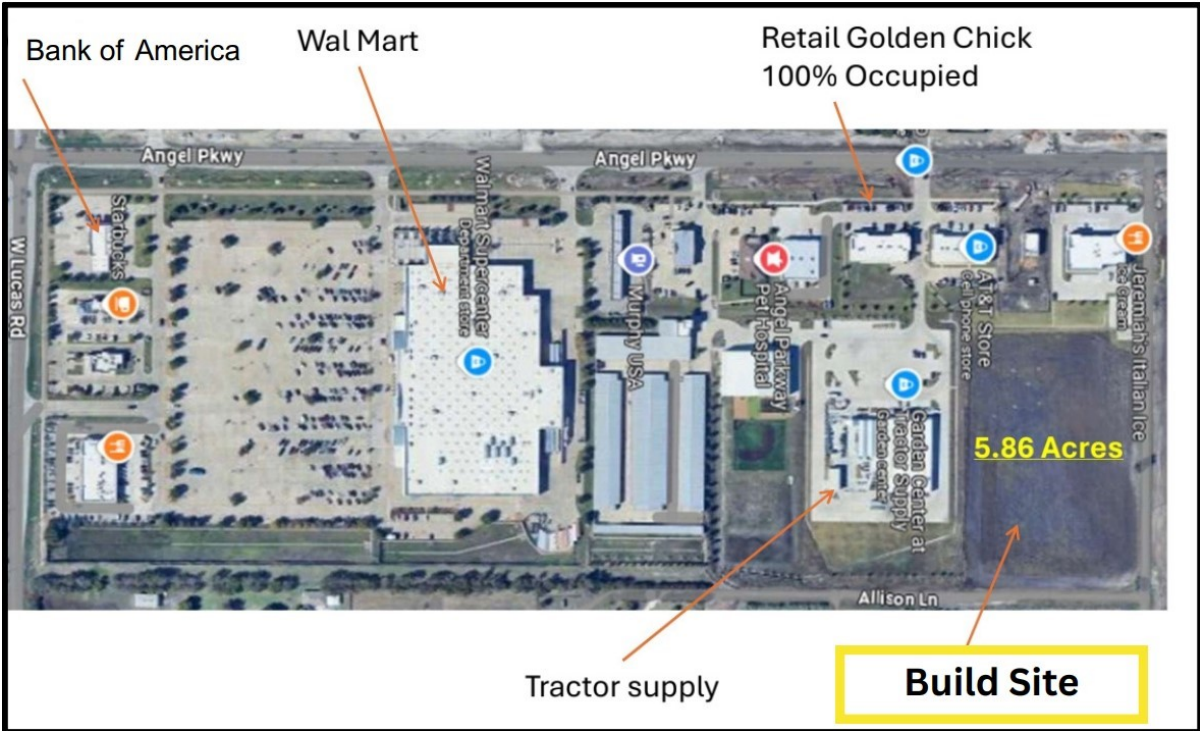 Bank of America
Wal Mart
Retail Golden Chick
100% Occupied
Angel Pkwy
Angel Pkwy
W Lucas Rd
Starbucks
Walmart Supercenter
Department store
Murphy USA
Angel Parkway
Pet Hospital
AT&T Store
Cell phone store
Jeremiah's Italian Ice
Ice Cream
Garden Center at
Tractor Supply
Garden center
5.86 Acres
Allison Ln
Tractor supply
Build Site